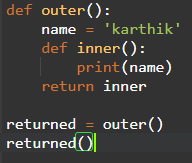 def outer():
    name = 'karthik'
    def inner():
        print(name)
    return inner

returned = outer()
returned()